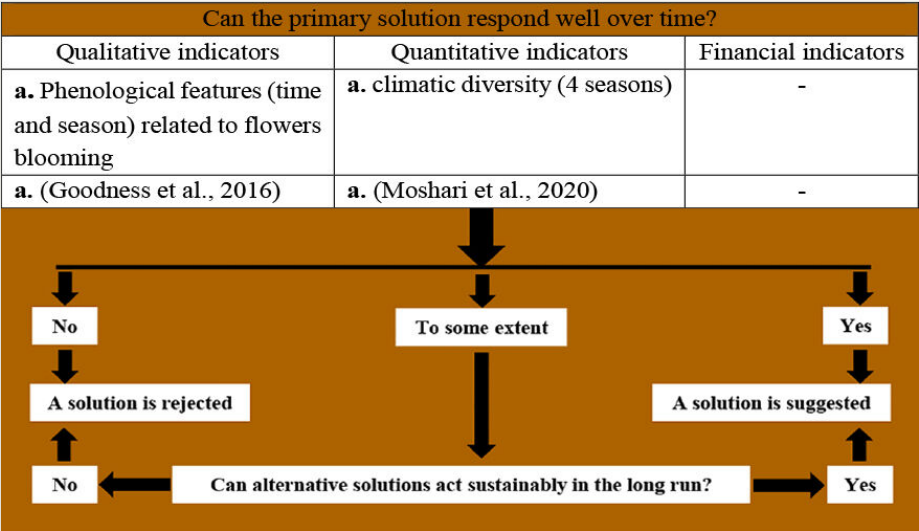 Can the primary solution respond well over time?
Qualitative indicators
Quantitative indicators
Financial indicators
a. Phenological features (time
and season) related to flowers
blooming
a. climatic diversity (4 seasons)
-
a. (Goodness et al., 2016)
a. (Moshari et al., 2020)
-
No
To some extent
Yes
A solution is rejected
A solution is suggested
No
Can alternative solutions act sustainably in the long run?
Yes